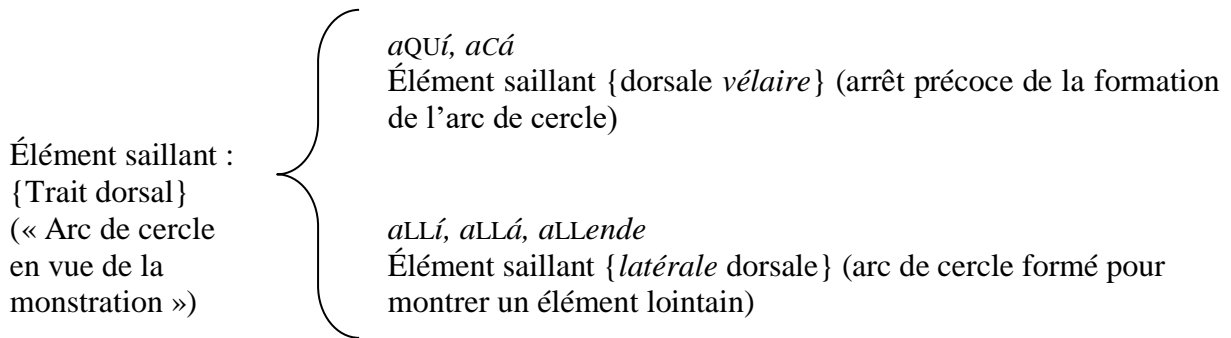 aQUí, aCá
Élément saillant {dorsale vélaire} (arrêt précoce de la formation
de l’arc de cercle)
Élément saillant :
{Trait dorsal}
(« Arc de cercle
en vue de la
monstration »)
aLLí, aLLá, aLLende
Élément saillant {latérale dorsale} (arc de cercle formé pour
montrer un élément lointain)